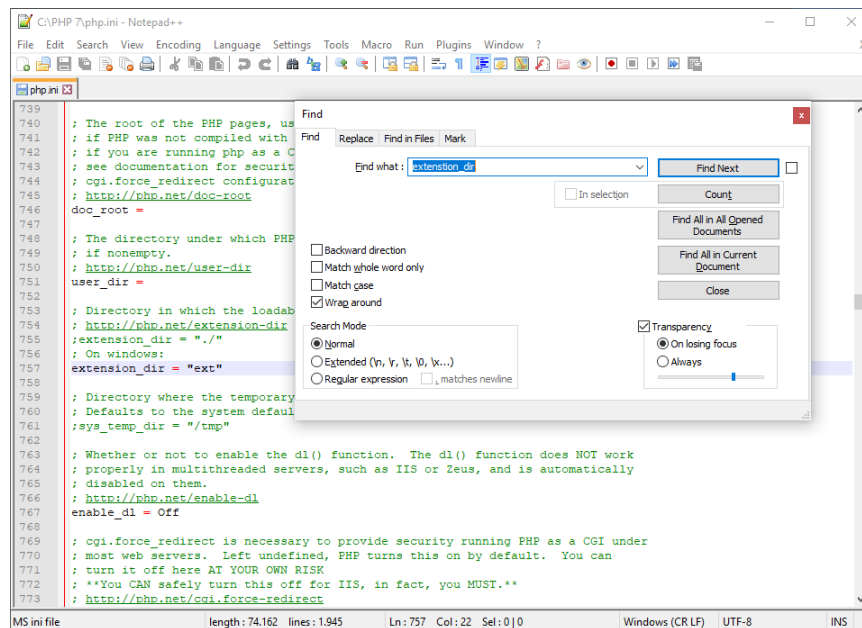 C:\PHP 7\php.ini - Notepad++
File Edit Search View Encoding Language Settings Tools Macro Run Plugins Window ?
php.ini
739
740 ; The root of the PHP pages, us
741 ; if PHP was not compiled with
742 ; if you are running php as a C
743 ; see documentation for securit
744 ; cgi.force_redirect configurat
745 ; http://php.net/doc-root
746 doc_root =
747
748 ; The directory under which PHP
749 ; if nonempty.
750 ; http://php.net/user-dir
751 user_dir =
752
753 ; Directory in which the loadab
754 ; http://php.net/extension-dir
755 ;extension_dir = "./"
756 ; On windows:
757 extension_dir = "ext"
758
759 ; Directory where the temporary
760 ; Defaults to the system defaul
761 ;sys_temp_dir = "/tmp"
762
763 ; Whether or not to enable the dl() function. The dl() function does NOT work
764 ; properly in multithreaded servers, such as IIS or Zeus, and is automatically
765 ; disabled on them.
766 ; http://php.net/enable-dl
767 enable_dl = Off
768
769 ; cgi.force_redirect is necessary to provide security running PHP as a CGI under
770 ; most web servers. Left undefined, PHP turns this on by default. You can
771 ; turn it off here AT YOUR OWN RISK
772 ; **You CAN safely turn this off for IIS, in fact, you MUST.**
773 ; http://php.net/cgi.force-redirect
Find
Find Replace Find in Files Mark
Find what : extenstion_dir
Find Next
In selection
Count
Find All in All Opened
Documents
Find All in Current
Document
Close
Backward direction
Match whole word only
Match case
Wrap around
Search Mode
Normal
Extended (\n, \r, \t, \0, \x...)
Regular expression . matches newline
Transparency
On losing focus
Always
MS ini file length : 74.162 lines : 1.945 Ln : 757 Col : 22 Sel : 0 | 0 Windows (CR LF) UTF-8 INS